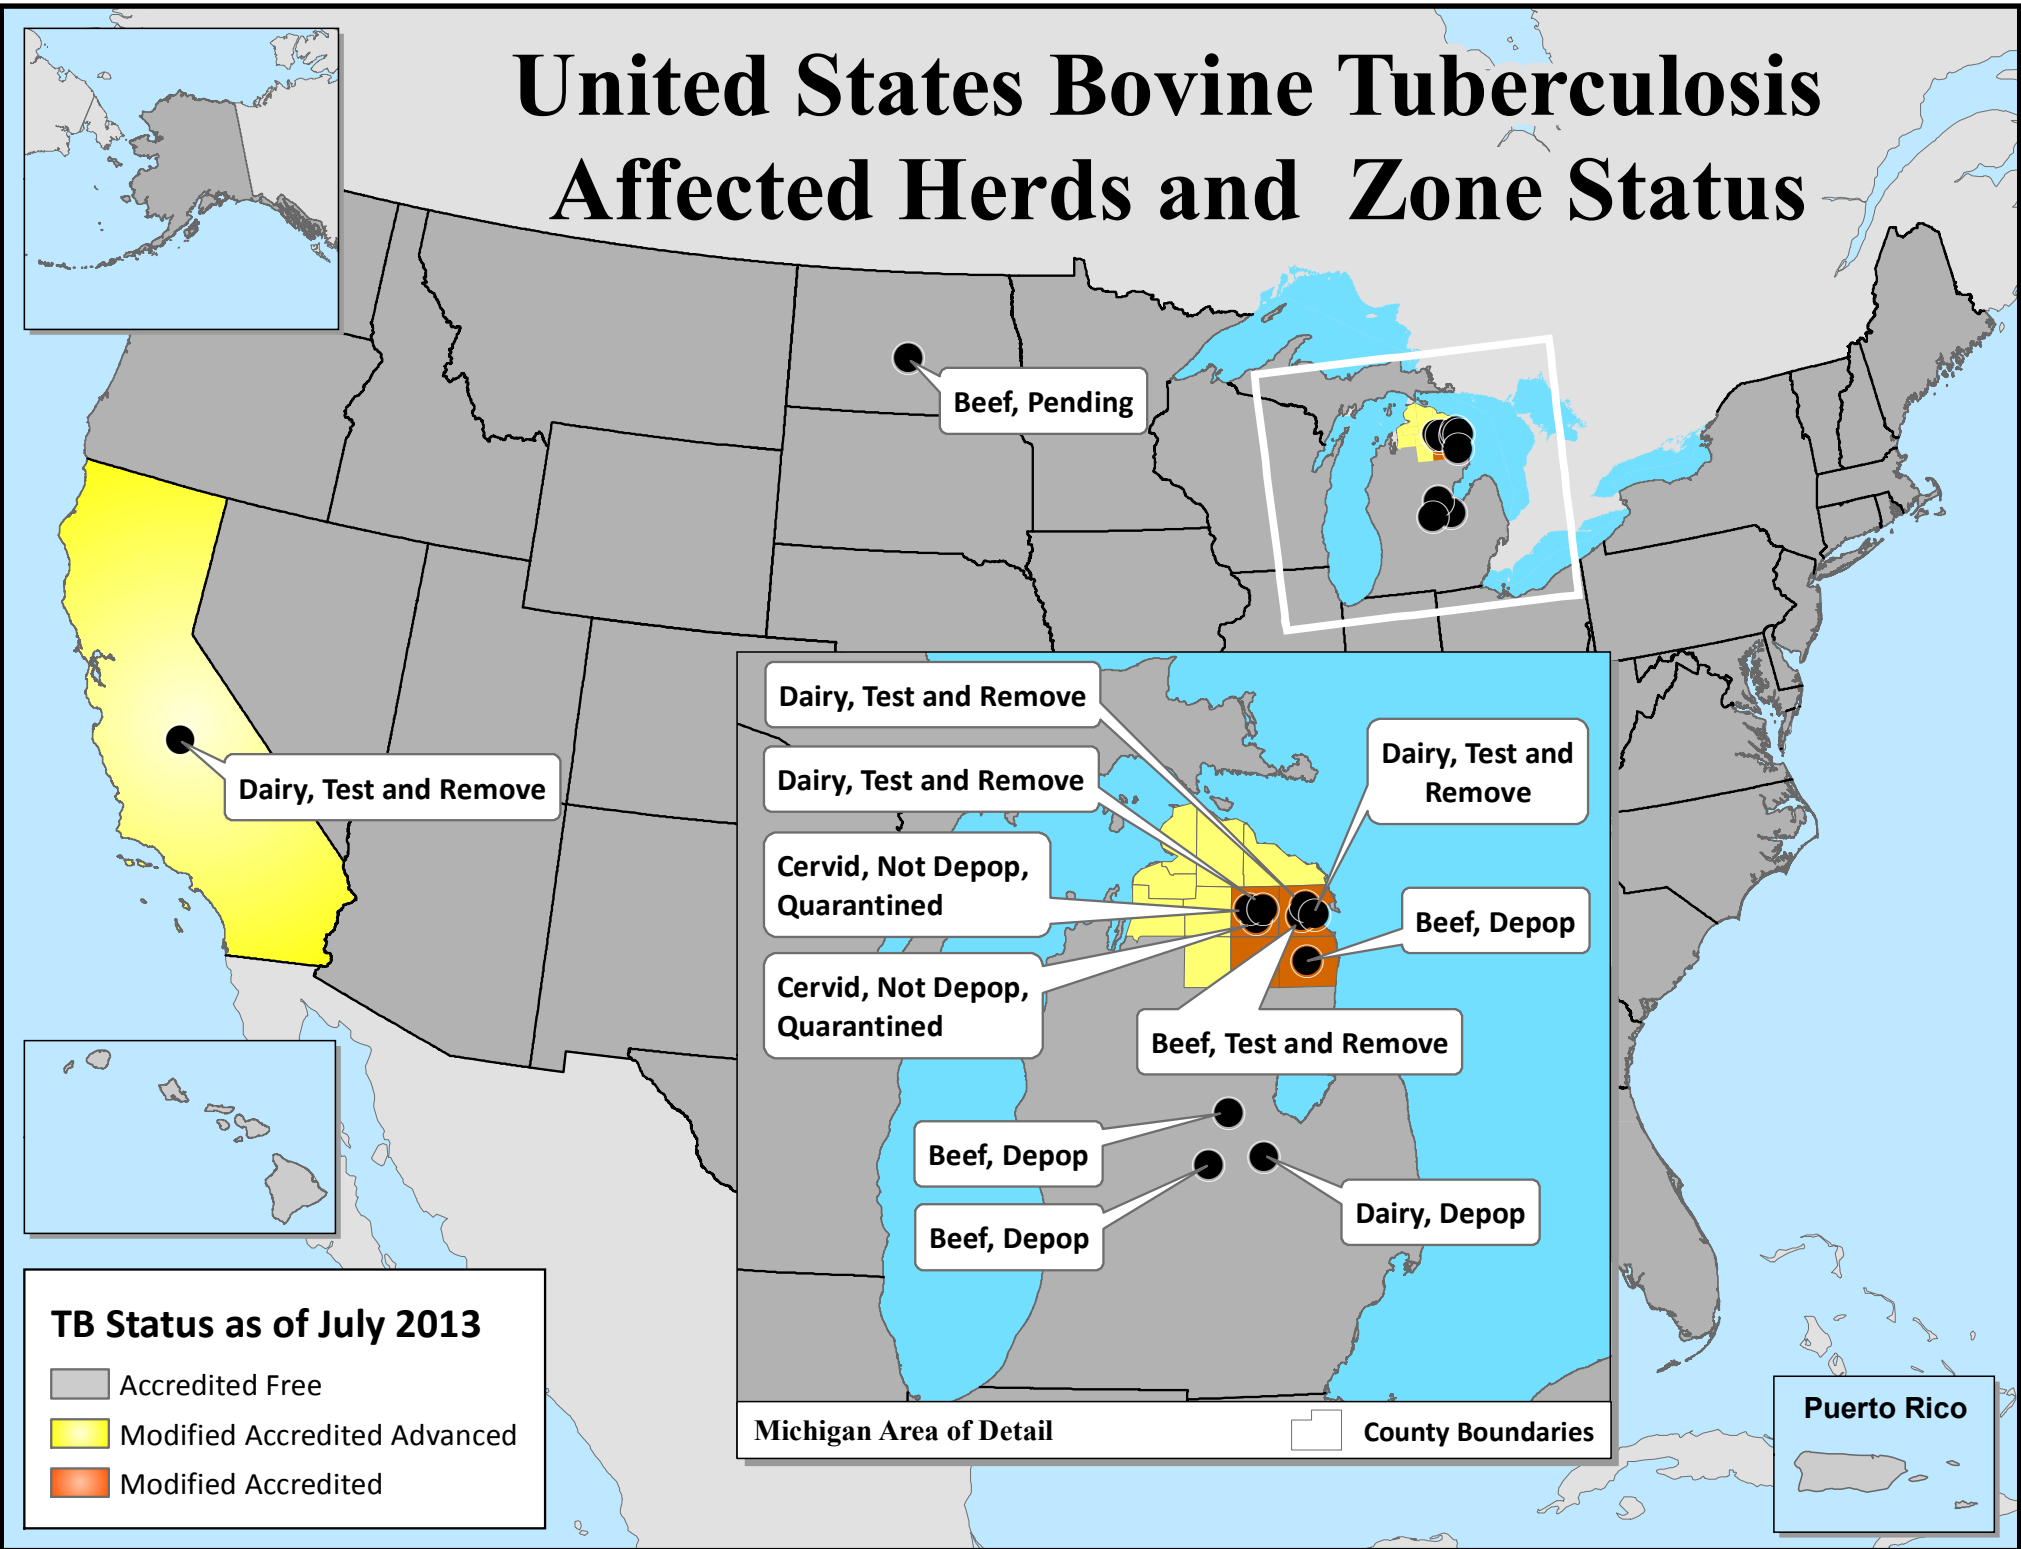 United States Bovine Tuberculosis
Affected Herds and Zone Status
Beef, Pending
Dairy, Test and Remove
Dairy, Test and Remove
Dairy, Test and Remove
Cervid, Not Depop,
Quarantined
Cervid, Not Depop,
Quarantined
Dairy, Test and
Remove
Beef, Depop
Beef, Test and Remove
Beef, Depop
Beef, Depop
Dairy, Depop
Michigan Area of Detail
County Boundaries
TB Status as of July 2013
Accredited Free
Modified Accredited Advanced
Modified Accredited
Puerto Rico